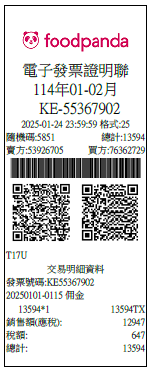 foodpanda
電子發票證明聯
114年01-02月
KE-55367902
2025-01-24 23:59:59 格式:25
隨機碼:5851 總計:13594
賣方:53926705 買方:76362729
T17U
交易明細資料
發票號碼:KE55367902
20250101-0115 佣金
13594*1 13594TX
銷售額(應稅): 12947
稅額: 647
總計: 13594